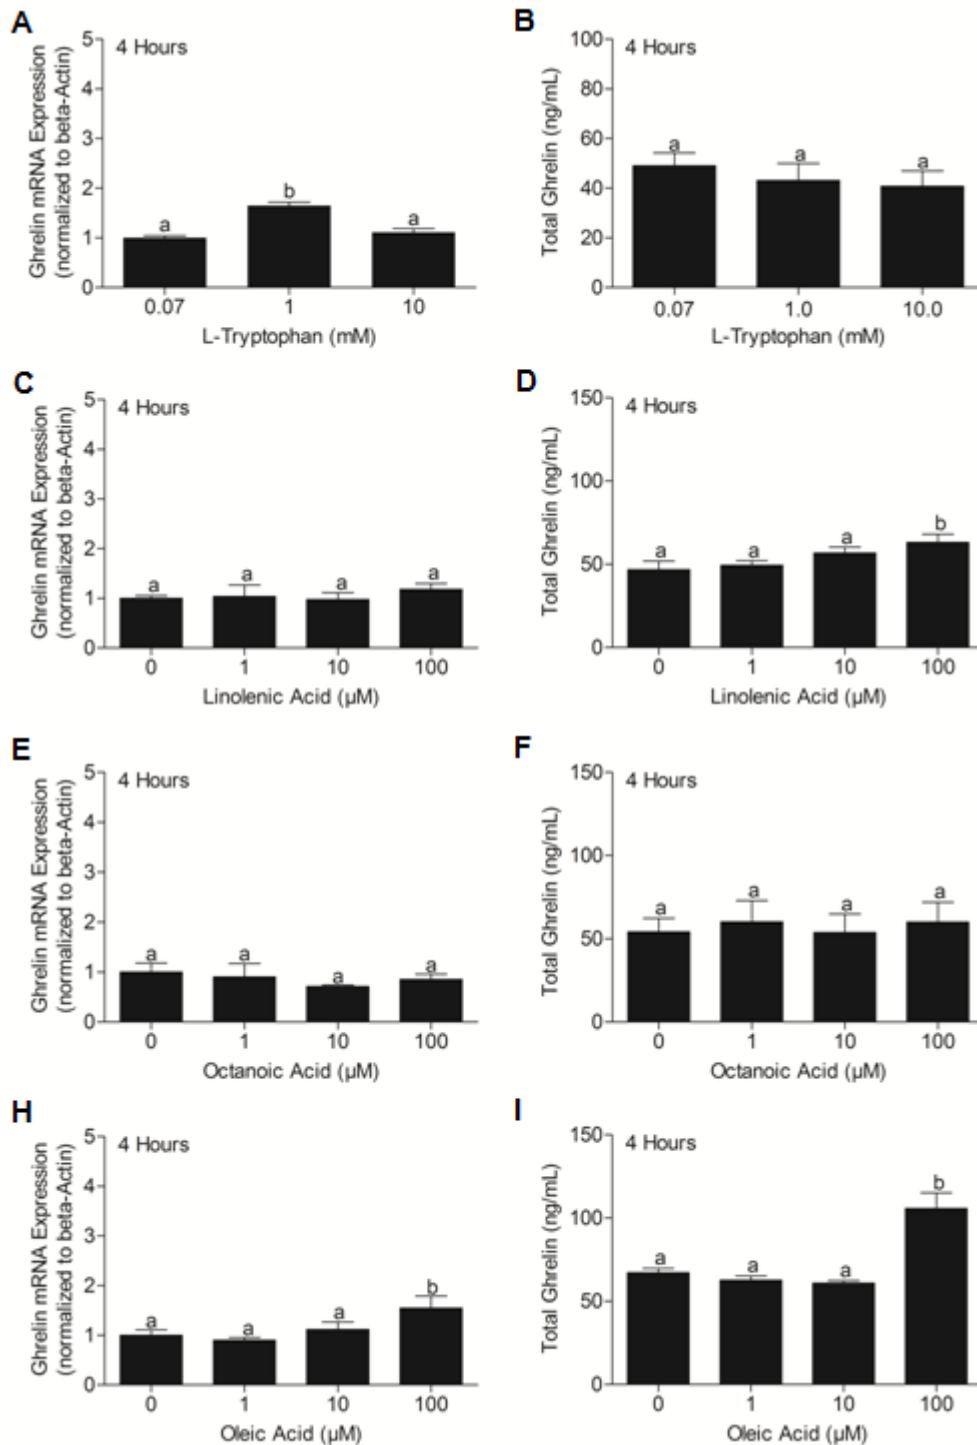 A
4 Hours
Ghrelin mRNA Expression
(normalized to beta-Actin)
5
4
3
2
1
0
a
b
a
0.07 1 10
L-Tryptophan (mM)
B
4 Hours
Total Ghrelin (ng/mL)
100
80
60
40
20
0
a a a
0.07 1.0 10.0
L-Tryptophan (mM)
C
4 Hours
Ghrelin mRNA Expression
(normalized to beta-Actin)
5
4
3
2
1
0
a a a a
0 1 10 100
Linolenic Acid (µM)
D
4 Hours
Total Ghrelin (ng/mL)
150
100
50
0
a a a b
0 1 10 100
Linolenic Acid (µM)
E
4 Hours
Ghrelin mRNA Expression
(normalized to beta-Actin)
5
4
3
2
1
0
a a a a
0 1 10 100
Octanoic Acid (µM)
F
4 Hours
Total Ghrelin (ng/mL)
150
100
50
0
a a a a
0 1 10 100
Octanoic Acid (µM)
H
4 Hours
Ghrelin mRNA Expression
(normalized to beta-Actin)
5
4
3
2
1
0
a a a b
0 1 10 100
Oleic Acid (µM)
I
4 Hours
Total Ghrelin (ng/mL)
150
100
50
0
a a a b
0 1 10 100
Oleic Acid (µM)